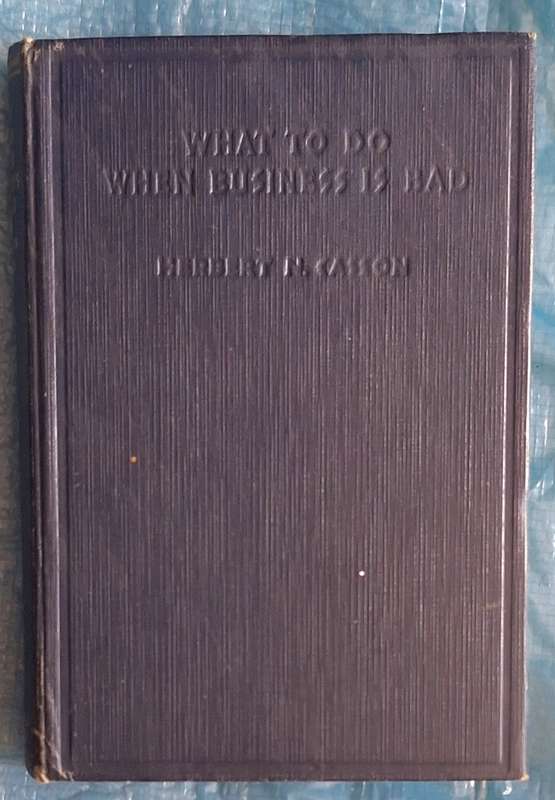 WHAT TO DO
WHEN BUSINESS IS BAD
HERBERT N. CASSON